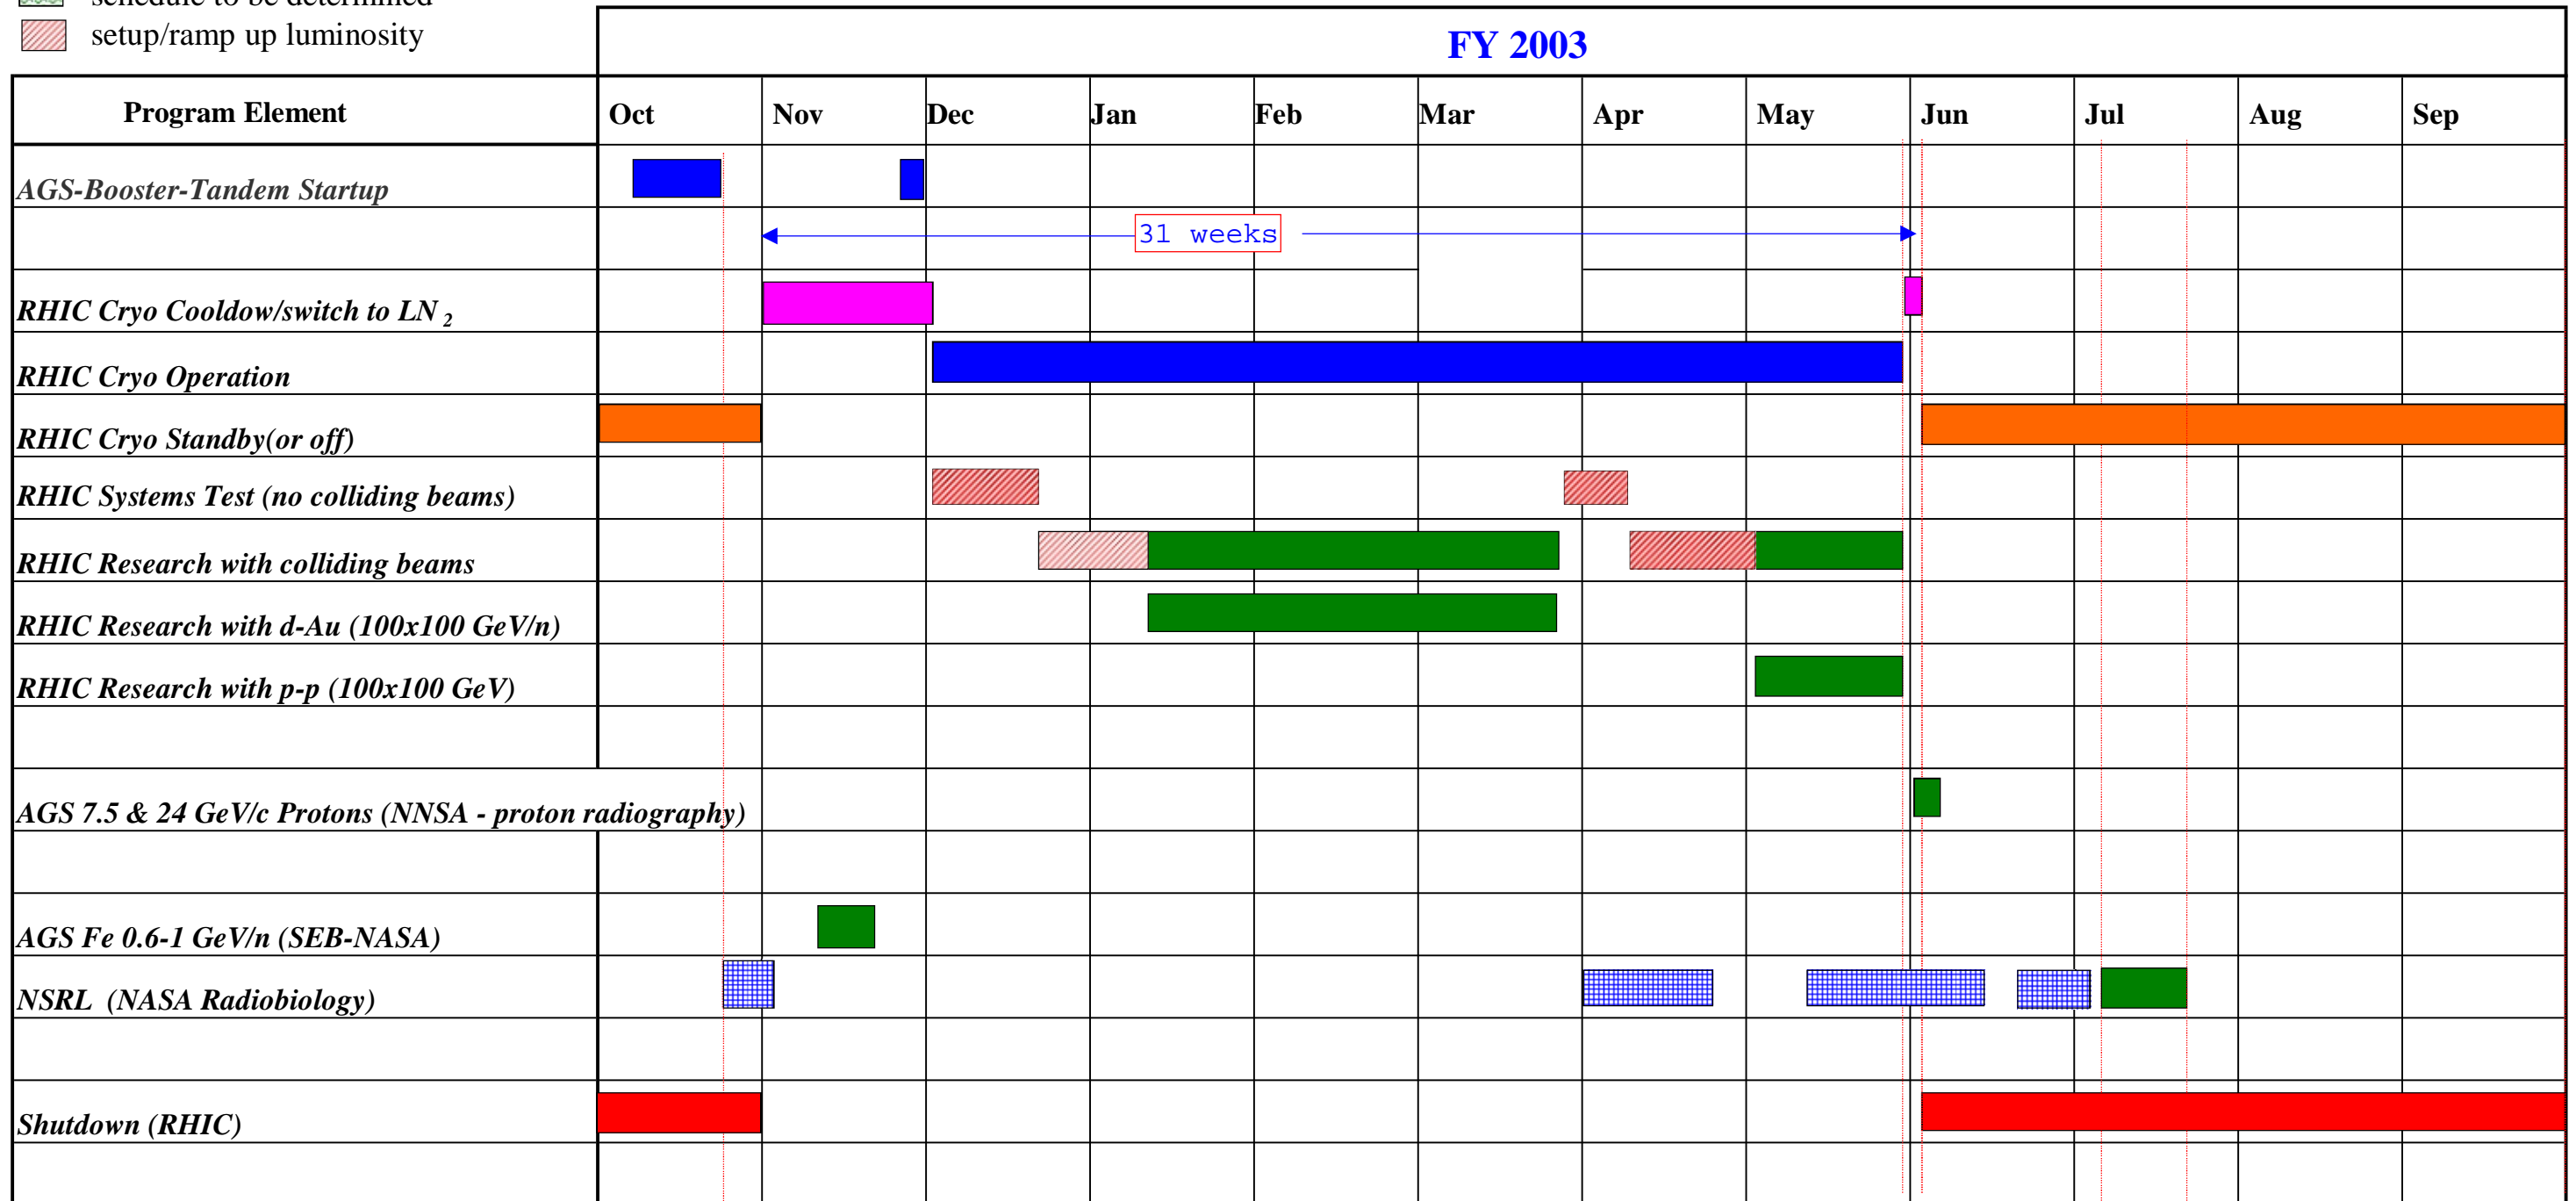 schedule to be determined
setup/ramp up luminosity
FY 2003
Program Element Oct Nov Dec Jan Feb Mar Apr May Jun Jul Aug Sep
AGS-Booster-Tandem Startup
31 weeks
RHIC Cryo Cooldow/switch to LN 2
RHIC Cryo Operation
RHIC Cryo Standby(or off)
RHIC Systems Test (no colliding beams)
RHIC Research with colliding beams
RHIC Research with d-Au (100x100 GeV/n)
RHIC Research with p-p (100x100 GeV)
AGS 7.5 & 24 GeV/c Protons (NNSA - proton radiography)
AGS Fe 0.6-1 GeV/n (SEB-NASA)
NSRL (NASA Radiobiology)
Shutdown (RHIC)